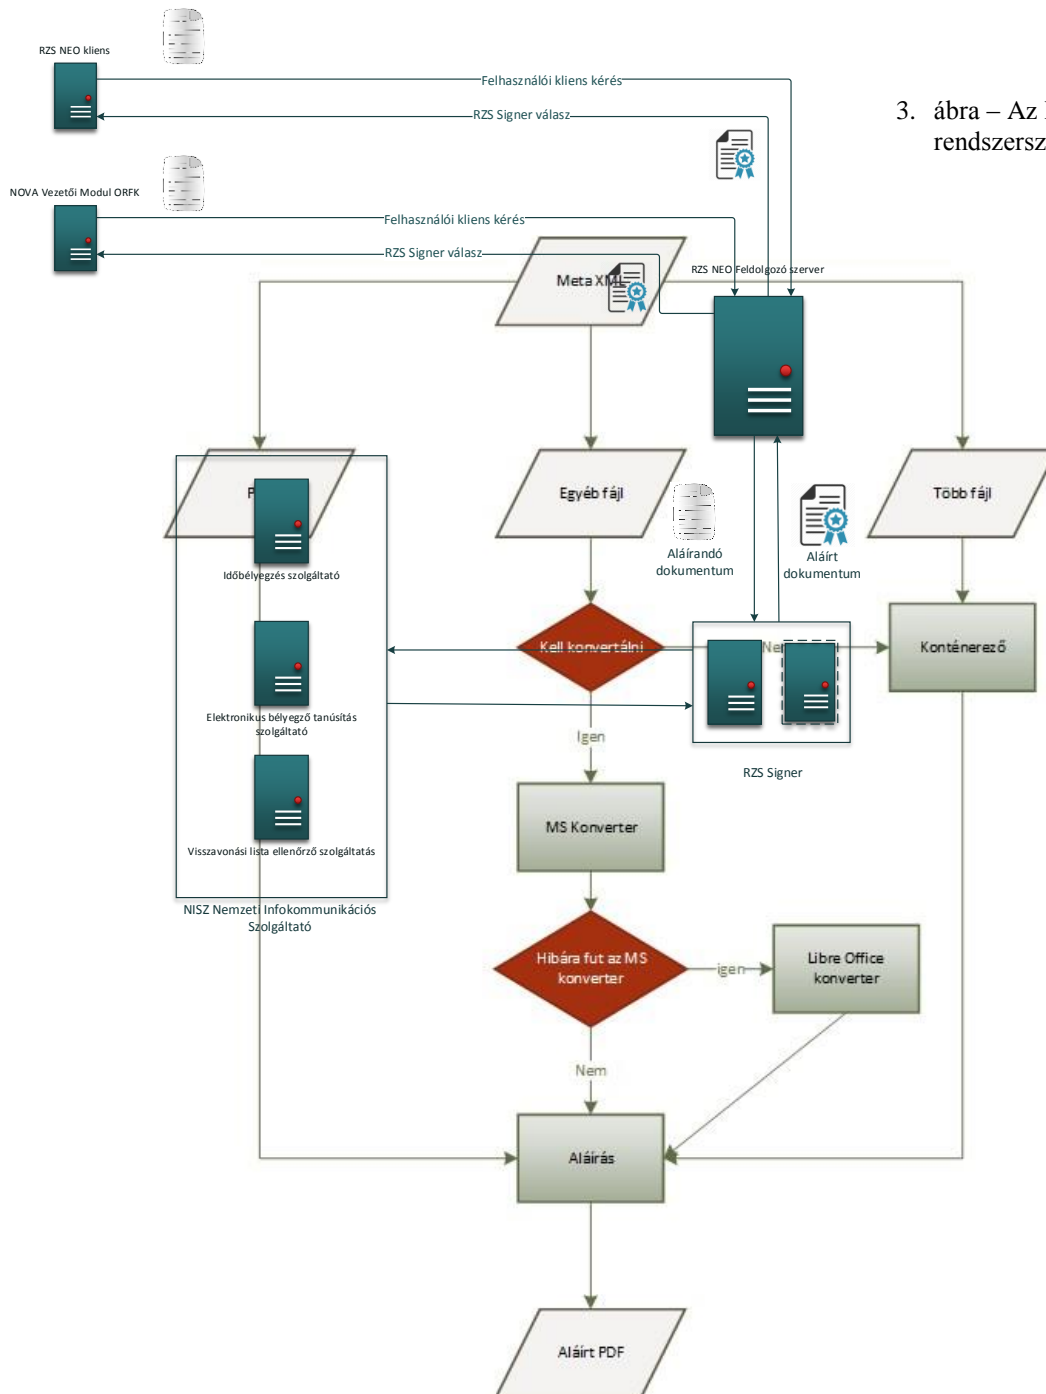 RZS NEO kliens
Felhasználói kliens kérés
RZS Signer válasz
3. ábra – Az
rendszersz
NOVA Vezetői Modul ORFK
Felhasználói kliens kérés
RZS Signer válasz
RZS NEO Feldolgozó szerver
Meta XML
Egyéb fájl
Több fájl
Aláírandó
dokumentum
Aláírt
dokumentum
Időbélyegzés szolgáltató
Kell konvertálni
Konténerező
Elektronikus bélyegző tanúsítás
szolgáltató
Igen
RZS Signer
MS Konverter
Visszavonási lista ellenőrző szolgáltatás
NISZ Nemzeti Infokommunikációs
Szolgáltató
Hibára fut az MS
konverter
igen
Libre Office
konverter
Nem
Aláírás
Aláírt PDF